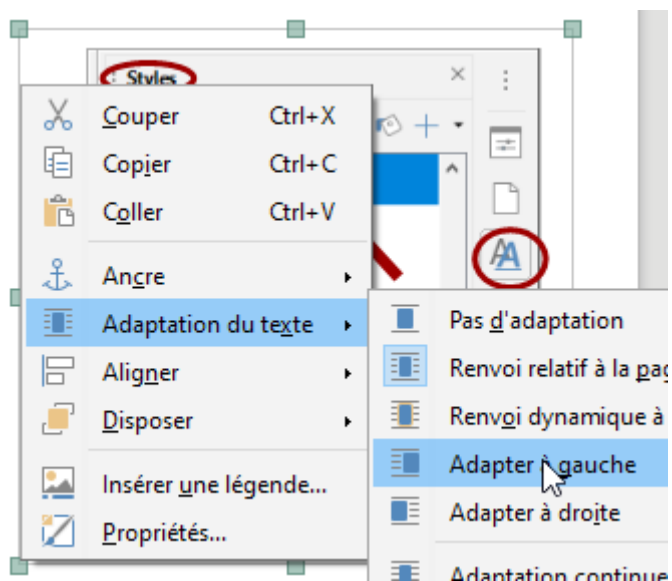 Styles
Couper Ctrl+X
Copier Ctrl+C
Coller Ctrl+V
Ancre
Adaptation du texte
Aligner
Disposer
Insérer une légende...
Propriétés...
Pas d'adaptation
Renvoi relatif à la
Renvoi dynamique à
Adapter à gauche
Adapter à droite
Adaptation continue